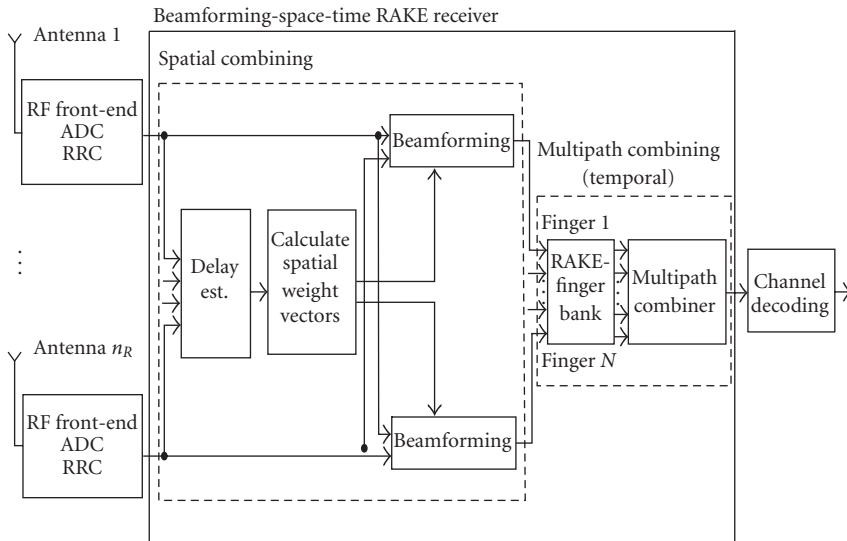 Beamforming-space-time RAKE receiver
Antenna 1
RF front-end
ADC
RRC
Spatial combining
Beamforming
Multipath combining
(temporal)
Finger 1
Delay
est.
Calculate
spatial
weight
vectors
RAKE-
finger
bank
Multipath
combiner
Channel
decoding
Finger N
Antenna nR
RF front-end
ADC
RRC
Beamforming